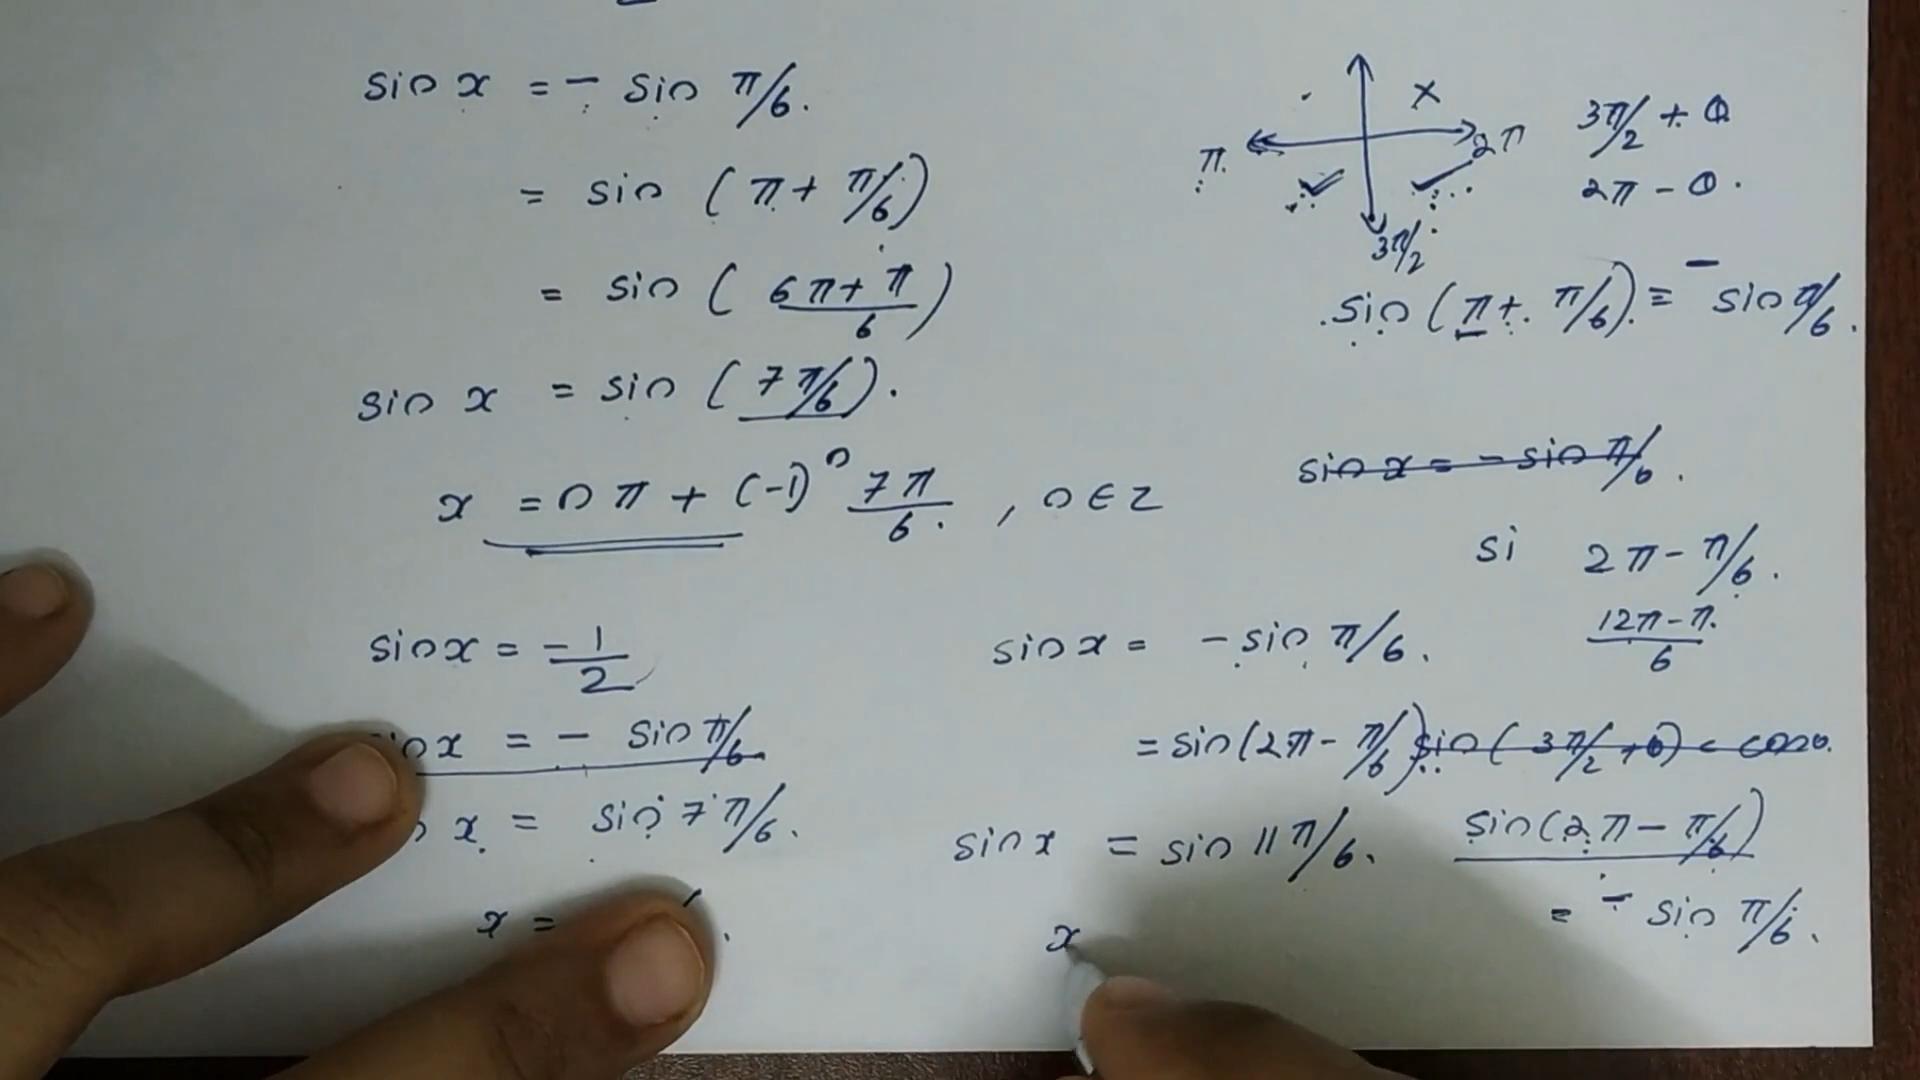 sin x = - sin π/6.
= sin (π + π/6)
= sin (6π + π / 6)
sin x = sin (7π/6).
x = nπ + (-1)ⁿ 7π/6, n ∈ Z
sin x = -1/2
x = - sin π/6
x = sin 7π/6.
x =
x
π
2π
3π/2
3π/2 + θ
2π - θ.
sin (π + π/6) = - sin π/6.
sin x = - sin π/6.
si 2π - π/6.
12π - π / 6
sin x = - sin π/6.
= sin (2π - π/6) sin (3π/2 + θ) =
sin x = sin 11π/6.
sin (2π - π/6)
= - sin π/6.
x